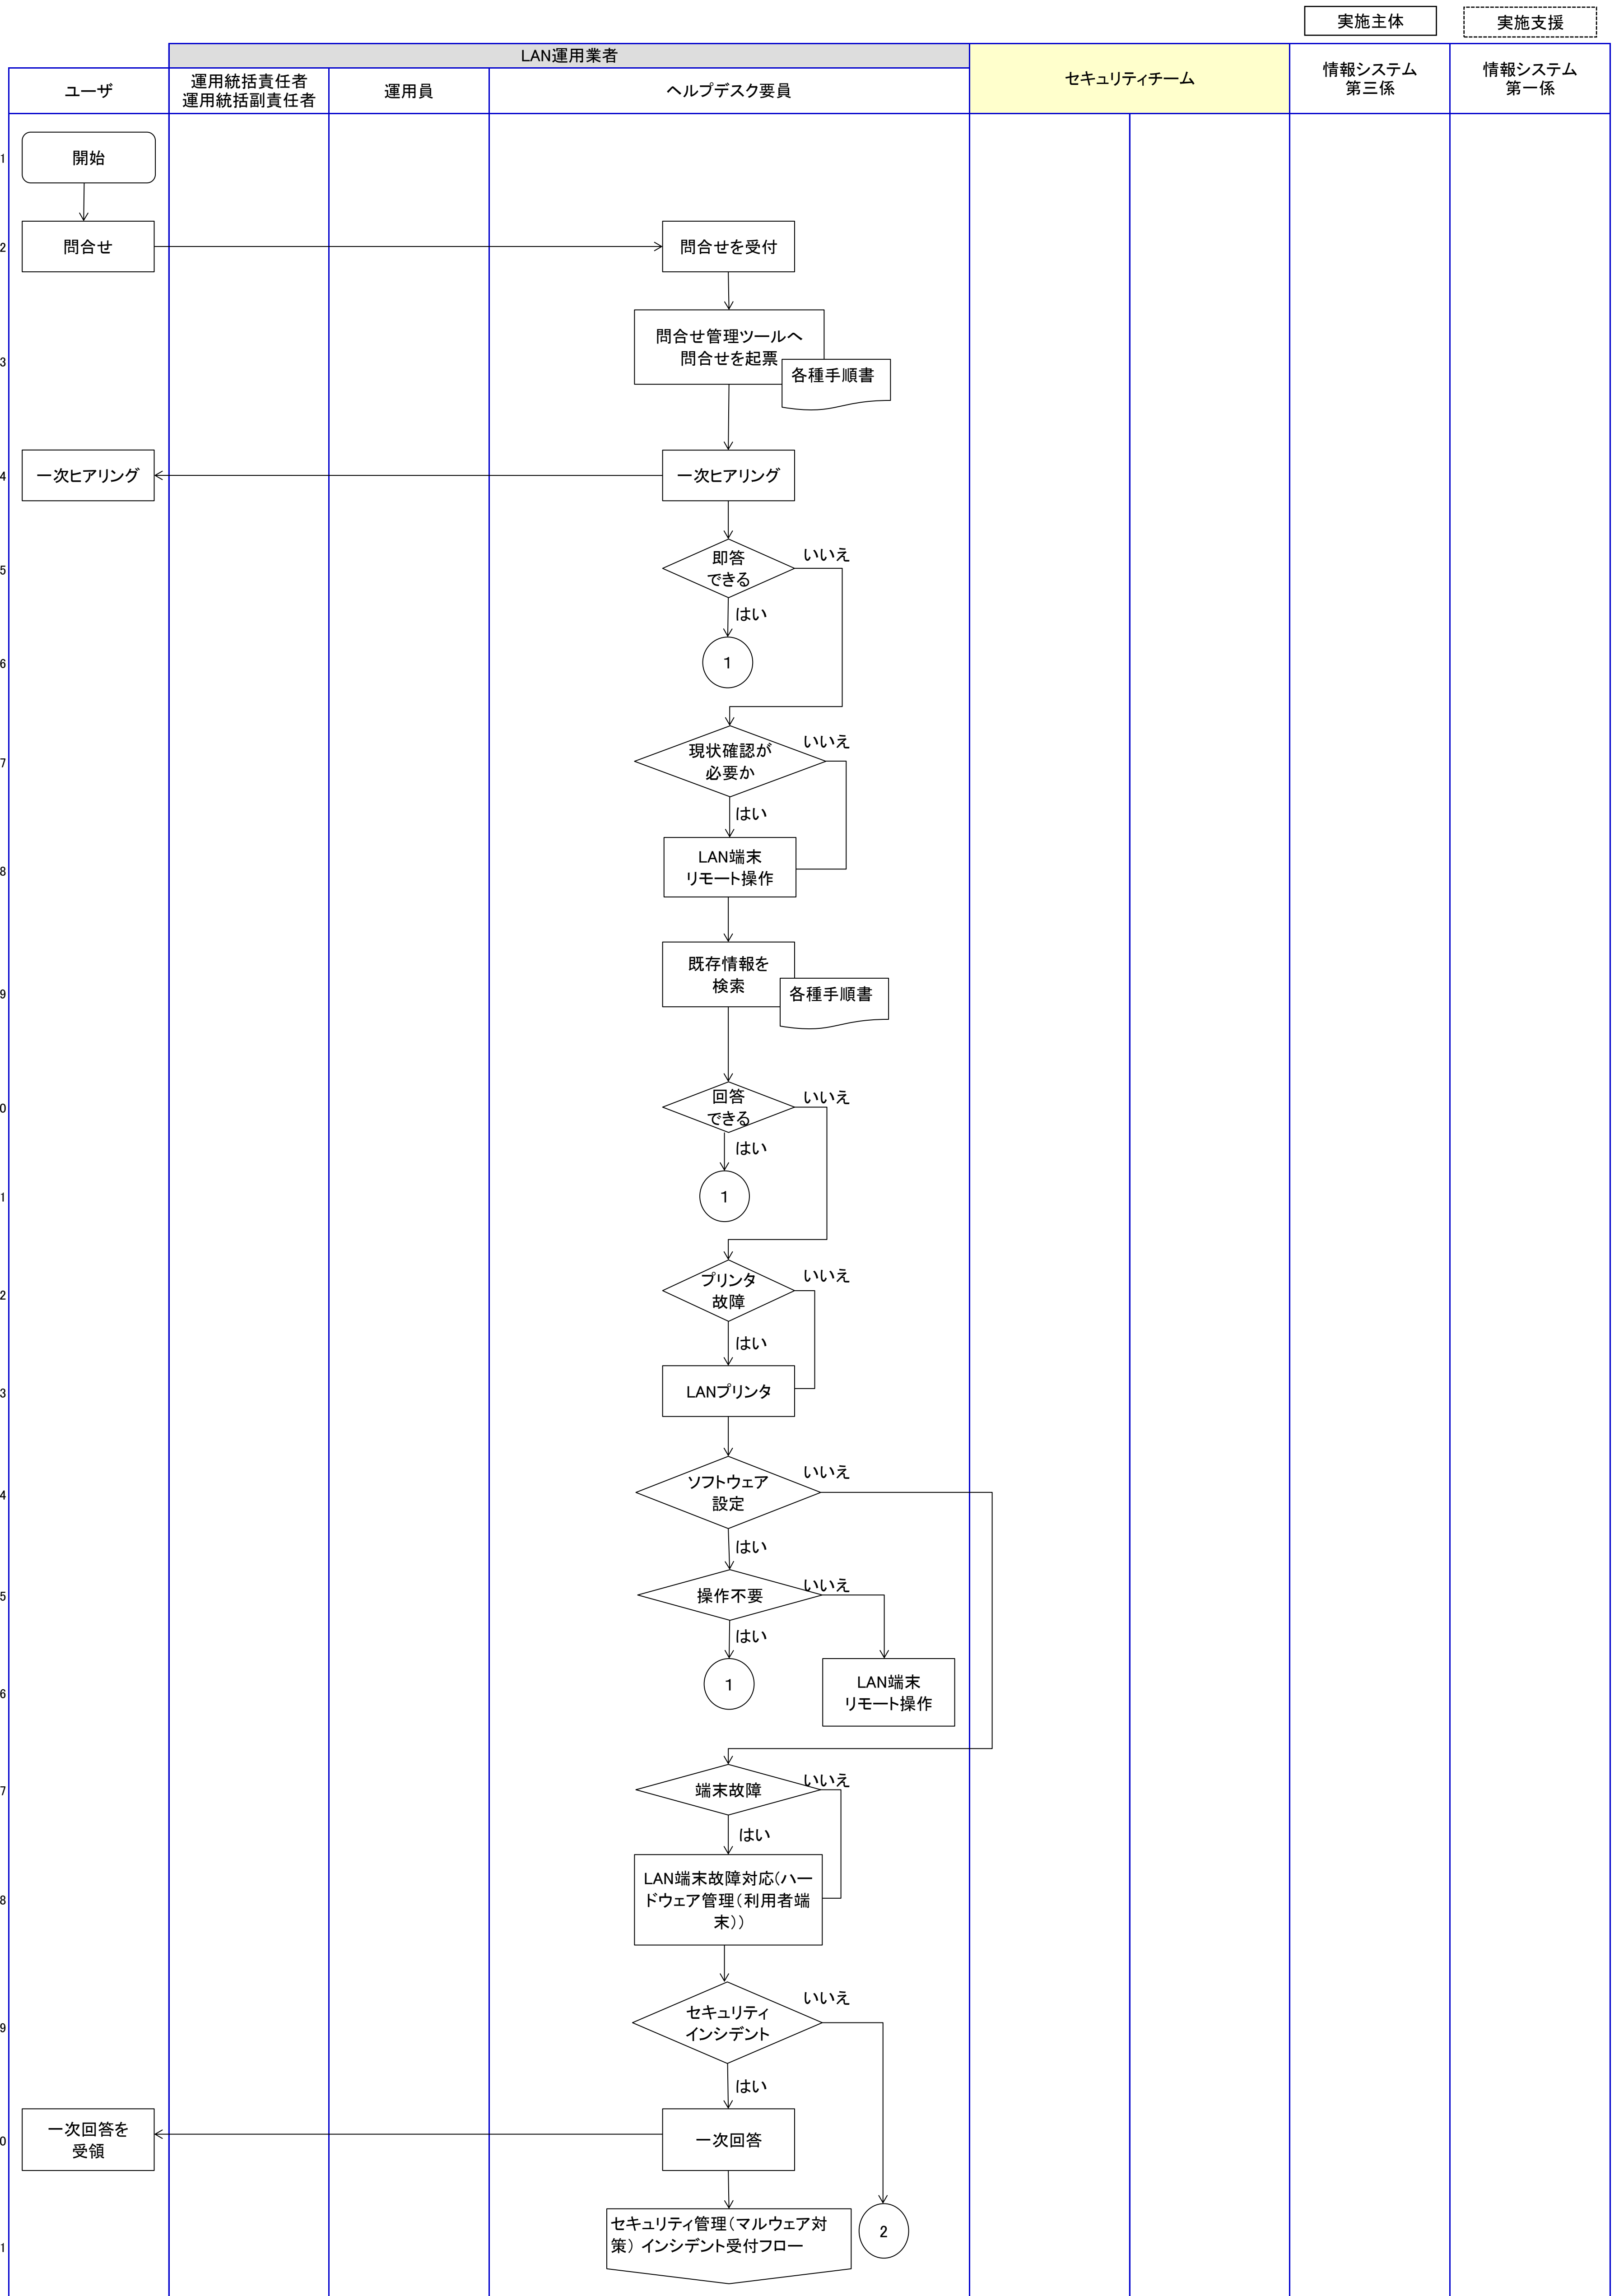 実施主体
実施支援
LAN運用業者
ユーザ
運用統括責任者
運用統括副責任者
運用員
ヘルプデスク要員
セキュリティチーム
情報システム
第三係
情報システム
第一係
1
開始
2
問合せ
問合せを受付
3
問合せ管理ツールへ
問合せを起票
各種手順書
4
一次ヒアリング
一次ヒアリング
5
即答
できる
いいえ
はい
6
1
7
現状確認が
必要か
いいえ
はい
8
LAN端末
リモート操作
9
既存情報を
検索
各種手順書
0
回答
できる
いいえ
はい
1
1
2
プリンタ
故障
いいえ
はい
3
LANプリンタ
4
ソフトウェア
設定
いいえ
はい
5
操作不要
いいえ
はい
6
1
LAN端末
リモート操作
7
端末故障
いいえ
はい
8
LAN端末故障対応(ハー
ドウェア管理(利用者端
末))
9
セキュリティ
インシデント
いいえ
はい
0
一次回答を
受領
一次回答
1
セキュリティ管理(マルウェア対
策) インシデント受付フロー
2